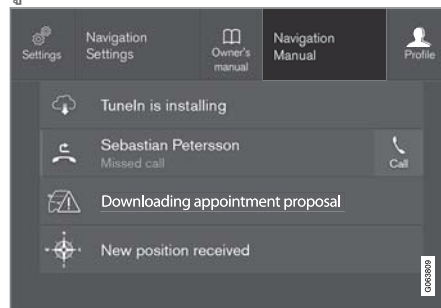 Settings
Navigation
Settings
Owner's
manual
Navigation
Manual
Profile
TuneIn is installing
Sebastian Petersson
Missed call
Call
Downloading appointment proposal
New position received
G063809